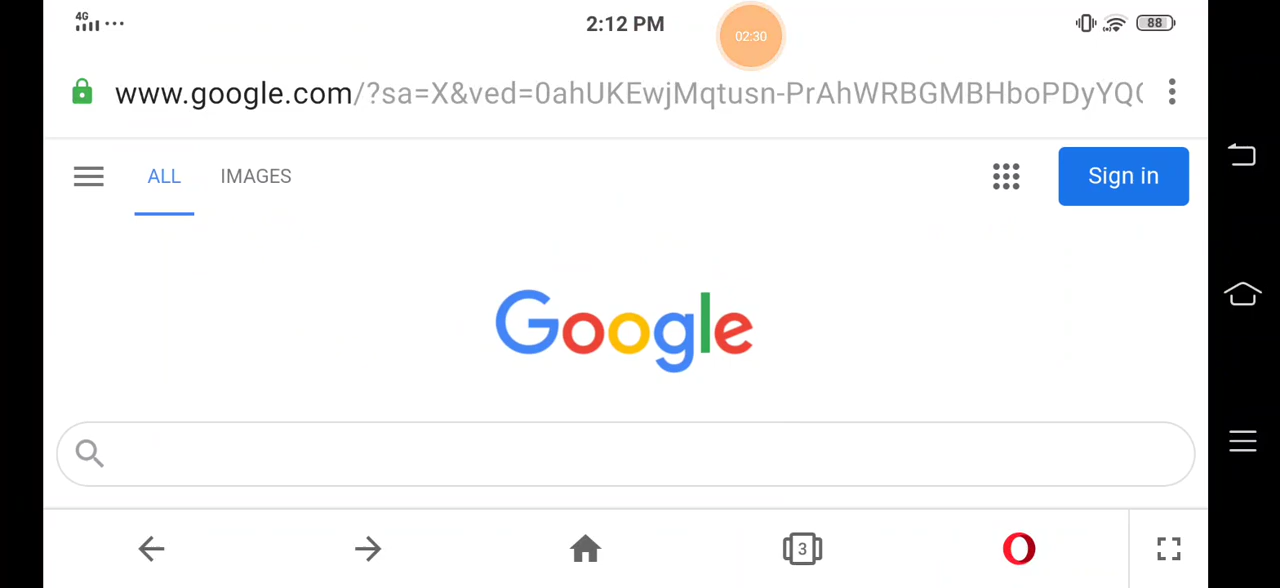 4G 2:12 PM 02:30 88
www.google.com/?sa=X&ved=0ahUKEwjMqtusn-PrAhWRBGMBHboPDyYQ
ALL IMAGES Sign in
Google
3